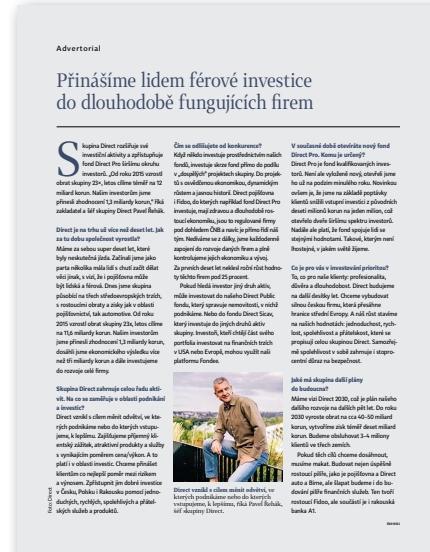 Advertorial
Přinášíme lidem férové investice
do dlouhodobě fungujících firem
Skupina Direct rozšiřuje své
investiční aktivity a zpřístupňuje
fond Direct Pro širšímu okruhu
investorů. „Od roku 2015 vzrostl
obrat skupiny 23×, letos cílíme téměř na 12
miliard korun. Našim investorům jsme
přinesli zhodnocení 1,3 miliardy korun,“ říká
zakladatel a šéf skupiny Direct Pavel Řehák.
Direct je na trhu už více než deset let. Jak
za tu dobu společnost vyrostla?
Máme za sebou super deset let, které
byly neskutečná jízda. Začínali jsme jako
parta několika málo lidí s chutí zažít dělat
věci jinak, s vizí, že i pojišťovna může
být lidská a férová. Dnes jsme skupina
působící na třech středoevropských trzích,
s rostoucími obraty a zisky jak v oblasti
pojišťovnictví, tak automotive. Od roku
2015 vzrostl obrat skupiny 23x, letos cílíme
na 11,6 miliardy korun. Našim investorům
jsme přinesli zhodnocení 1,3 miliardy korun,
dosáhli jsme ekonomického výsledku více
než tři miliardy korun a dále investujeme
do rozvoje celé firmy.
Skupina Direct zahrnuje celou řadu akti-
vit. Na co se zaměřuje v oblasti podnikání
a investic?
Direct vznikl s cílem měnit odvětví, ve kte-
rých podnikáme nebo do kterých vstupu-
jeme, k lepšímu. Zajišťujeme příjemný kli-
entský zážitek, atraktivní produkty a služby
s vynikajícím poměrem cena/výkon. A to
platí i v oblasti investic. Chceme přinášet
klientům co nejlepší poměr mezi rizikem
a výnosem. Zpřístupnit jim dobré investice
v Česku, Polsku i Rakousku pomocí jedno-
duchých, rychlých, spolehlivých a přátel-
ských služeb a produktů.
Foto: Direct
Čím se odlišujete od konkurence?
Když někdo investuje prostřednictvím našich
fondů, investuje skrze fond přímo do podílu
v „dospělých“ projektech skupiny. Do projek-
tů s osvědčenou ekonomikou, dynamickým
růstem a jasnou historií. Direct pojišťovna
i Fidoo, do kterých například fond Direct Pro
investuje, mají zdravou a dlouhodobě ros-
toucí ekonomiku, jsou to regulované firmy
pod dohledem ČNB a navíc je přímo řídí náš
tým. Nedíváme se z dálky, jsme každodenně
zapojeni do rozvoje daných firem a plně
kontrolujeme jejich ekonomiku a vývoj.
Za prvních deset let neklesl roční růst hodno-
ty těchto firem pod 25 procent.
Pokud hledá investor jiný druh aktiv,
může investovat do našeho Direct Public
fondu, který spravuje nemovitosti, v nichž
podnikáme. Nebo do fondu Direct Sicav,
který investuje do jiných druhů aktiv
skupiny. Investoři, kteří chtějí část svého
portfolia investovat na finančních trzích
v USA nebo Evropě, mohou využít naši
platformu Fondee.
Direct vznikl s cílem měnit odvětví, ve
kterých podnikáme nebo do kterých
vstupujeme, k lepšímu, říká Pavel Řehák,
šéf skupiny Direct.
V současné době otevíráte nový fond
Direct Pro. Komu je určený?
Direct Pro je fond kvalifikovaných inves-
torů. Není ale vyloženě nový, otevřeli jsme
ho už na podzim minulého roku. Novinkou
ovšem je, že jsme na základě poptávky
klientů snížili vstupní investici z původních
deseti milionů korun na jeden milion, což
otevřelo dveře širšímu spektru investorů.
Nadále ale platí, že fond spojuje lidi se
stejnými hodnotami. Takové, kterým není
lhostejné, v jakém světě žijeme.
Co je pro vás v investování prioritou?
To, co pro naše klienty: profesionalita,
důvěra a dlouhodobost. Direct budujeme
na další desítky let. Chceme vybudovat
silnou českou firmu, která přesáhne
hranice střední Evropy. A náš růst stavíme
na našich hodnotách: jednoduchost, rych-
lost, spolehlivost a přátelskost, které se
propisují celou skupinou Direct. Samozřej-
mě spolehlivost v sobě zahrnuje i stopro-
centní důraz na bezpečnost.
Jaké má skupina další plány
do budoucna?
Máme vizi Direct 2030, což je plán našeho
dalšího rozvoje na dalších pět let. Do roku
2030 vyroste obrat na cca 40–50 miliard
korun, vytvoříme zisk téměř deset miliard
korun. Budeme obsluhovat 3–4 miliony
klientů ve třech zemích.
Pokud těch cílů chceme dosáhnout,
musíme makat. Budovat nejen úspěšně
rostoucí pilíře, jako je pojišťovna a Direct
auto a Bime, ale šlapat budeme i do bu-
dování pilíře finančních služeb. Ten tvoří
rostoucí Fidoo, ale součástí je i rakouská
banka A1.